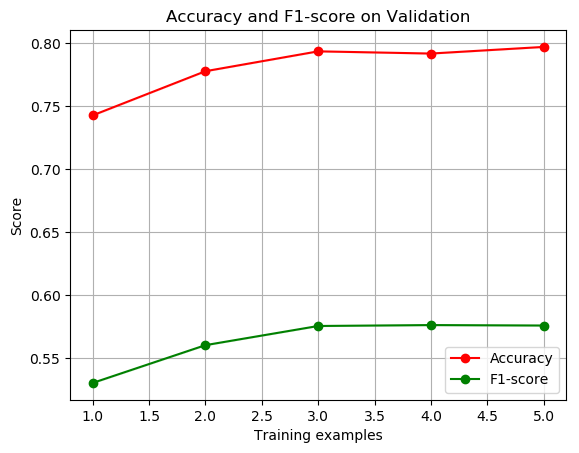 Accuracy and F1-score on Validation
Score
0.80
0.75
0.70
0.65
0.60
0.55
Accuracy
F1-score
1.0 1.5 2.0 2.5 3.0 3.5 4.0 4.5 5.0
Training examples